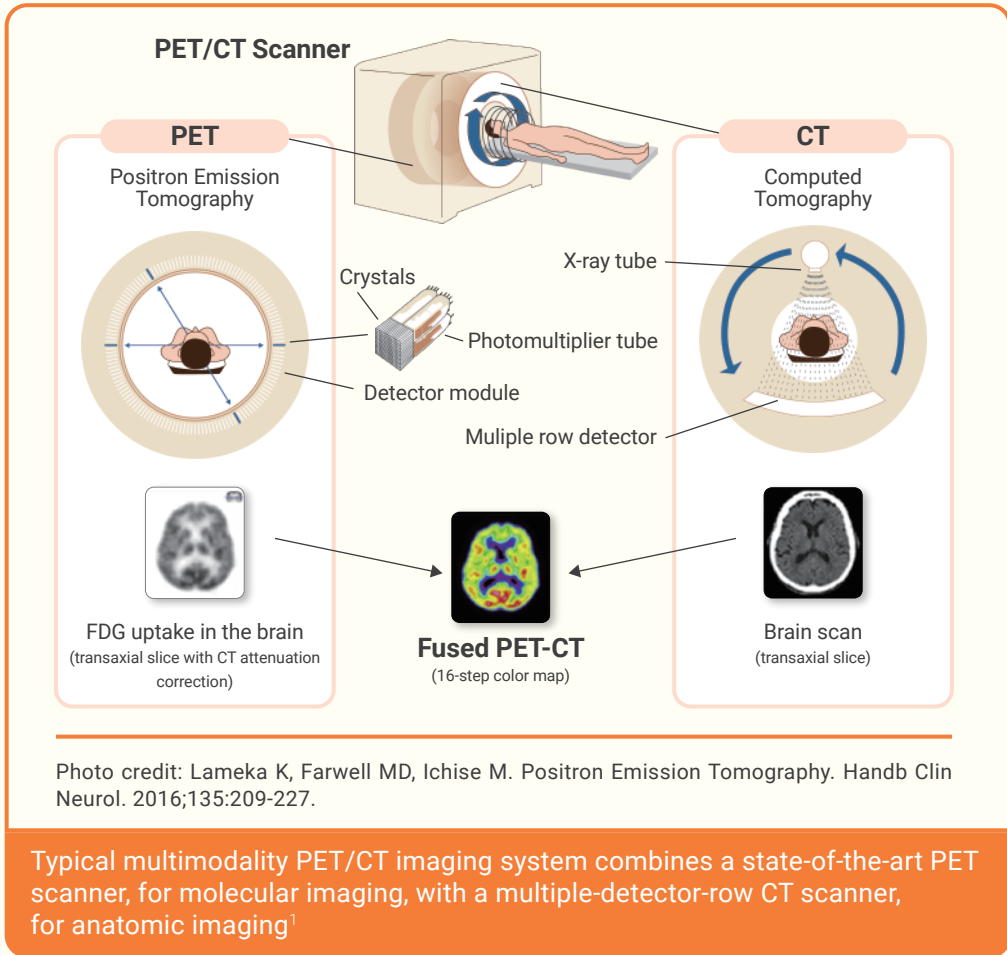 PET/CT Scanner
PET
Positron Emission
Tomography
CT
Computed
Tomography
Crystals
Photomultiplier tube
Detector module
X-ray tube
Muliple row detector
FDG uptake in the brain
(transaxial slice with CT attenuation
correction)
Fused PET-CT
(16-step color map)
Brain scan
(transaxial slice)
Photo credit: Lameka K, Farwell MD, Ichise M. Positron Emission Tomography. Handb Clin
Neurol. 2016;135:209-227.
Typical multimodality PET/CT imaging system combines a state-of-the-art PET
scanner, for molecular imaging, with a multiple-detector-row CT scanner,
for anatomic imaging¹